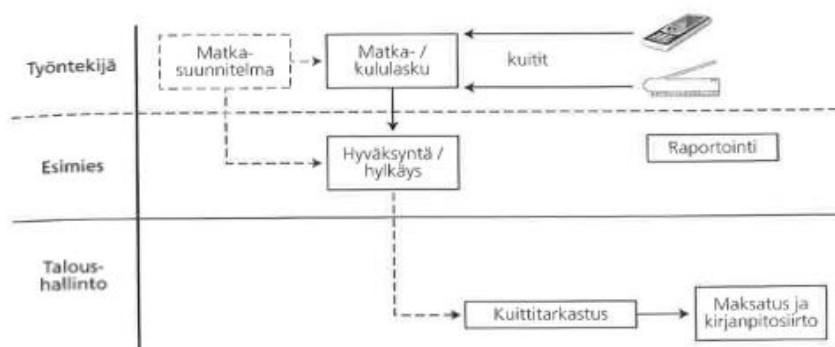 Työntekijä
Matka-
suunnitelma
Matka- /
kululasku
kuitit
Esimies
Hyväksyntä /
hylkäys
Raportointi
Talous-
hallinto
Kuittitarkastus
Maksatus ja
kirjanpitosiirto